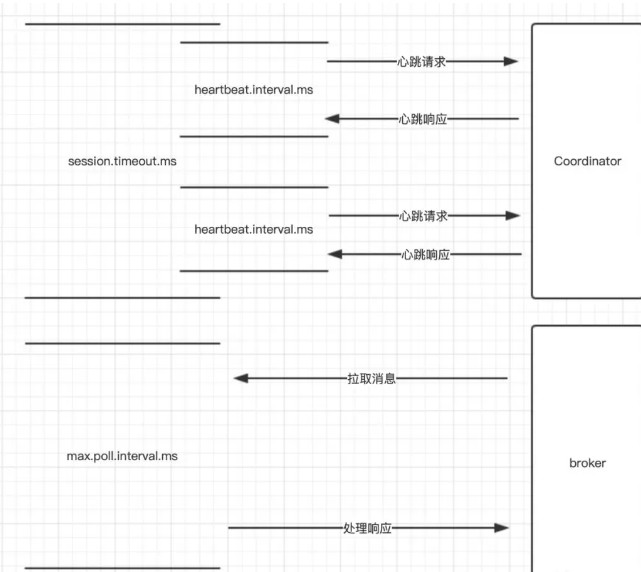 心跳请求
heartbeat.interval.ms
心跳响应
session.timeout.ms
Coordinator
心跳请求
heartbeat.interval.ms
心跳响应
拉取消息
max.poll.interval.ms
broker
处理响应